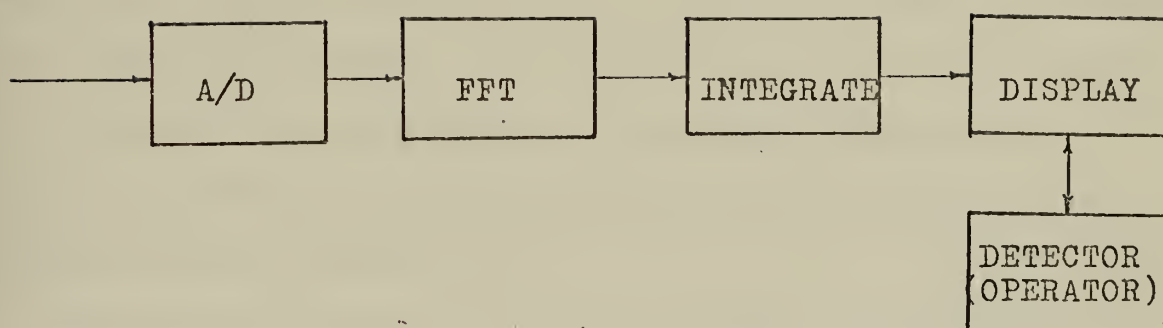 A/D
FFT
INTEGRATE
DISPLAY
DETECTOR
(OPERATOR)